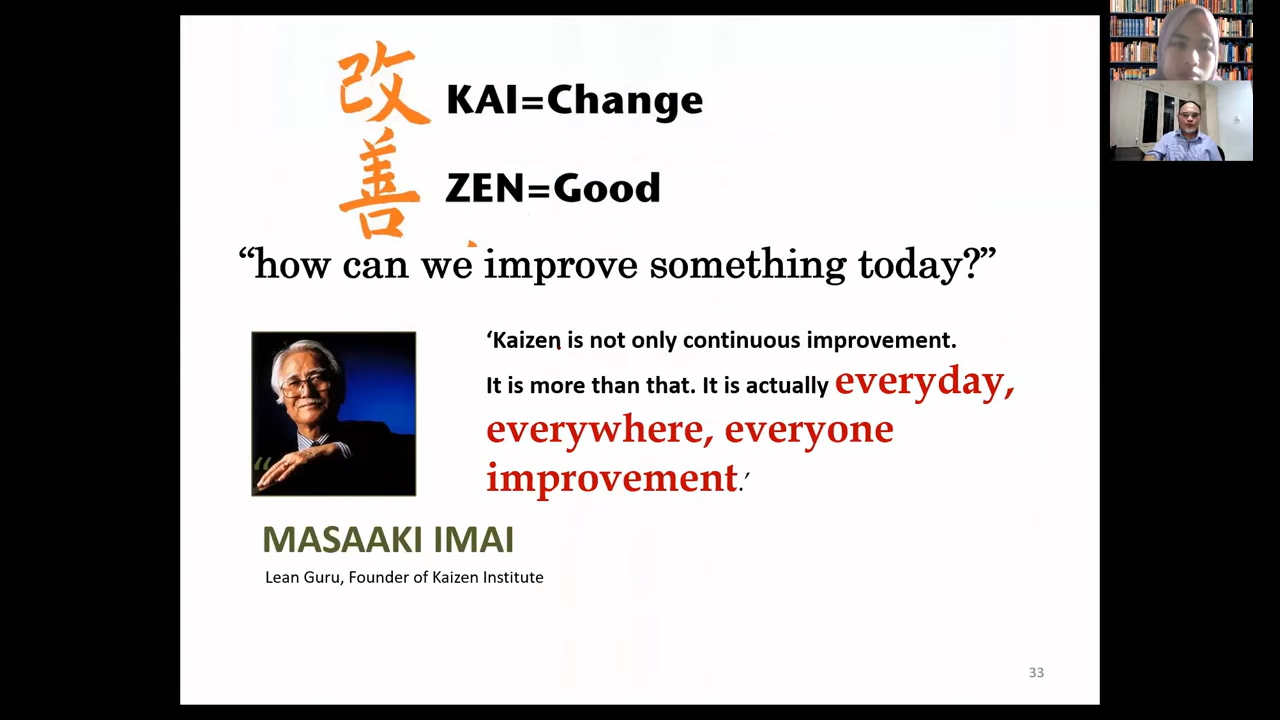 改
KAI=Change
善
ZEN=Good
“how can we improve something today?”
‘Kaizen is not only continuous improvement.
It is more than that. It is actually everyday,
everywhere, everyone
improvement.’
“
MASAAKI IMAI
Lean Guru, Founder of Kaizen Institute
33